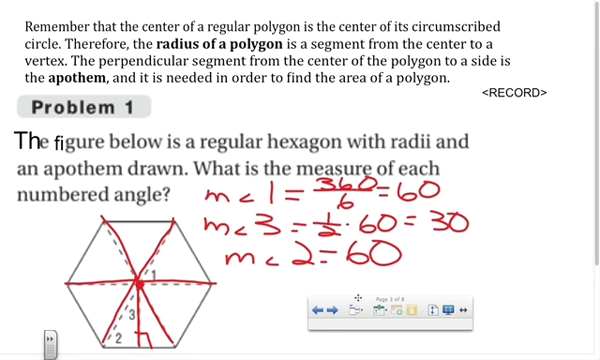 Remember that the center of a regular polygon is the center of its circumscribed
circle. Therefore, the radius of a polygon is a segment from the center to a
vertex. The perpendicular segment from the center of the polygon to a side is
the apothem, and it is needed in order to find the area of a polygon.
<RECORD>
Problem 1
The figure below is a regular hexagon with radii and
an apothem drawn. What is the measure of each
numbered angle?
m<1 = 360/6 = 60
m<3 = 1/2 · 60 = 30
m<2 = 60
1
3
2
Page 3 of 8